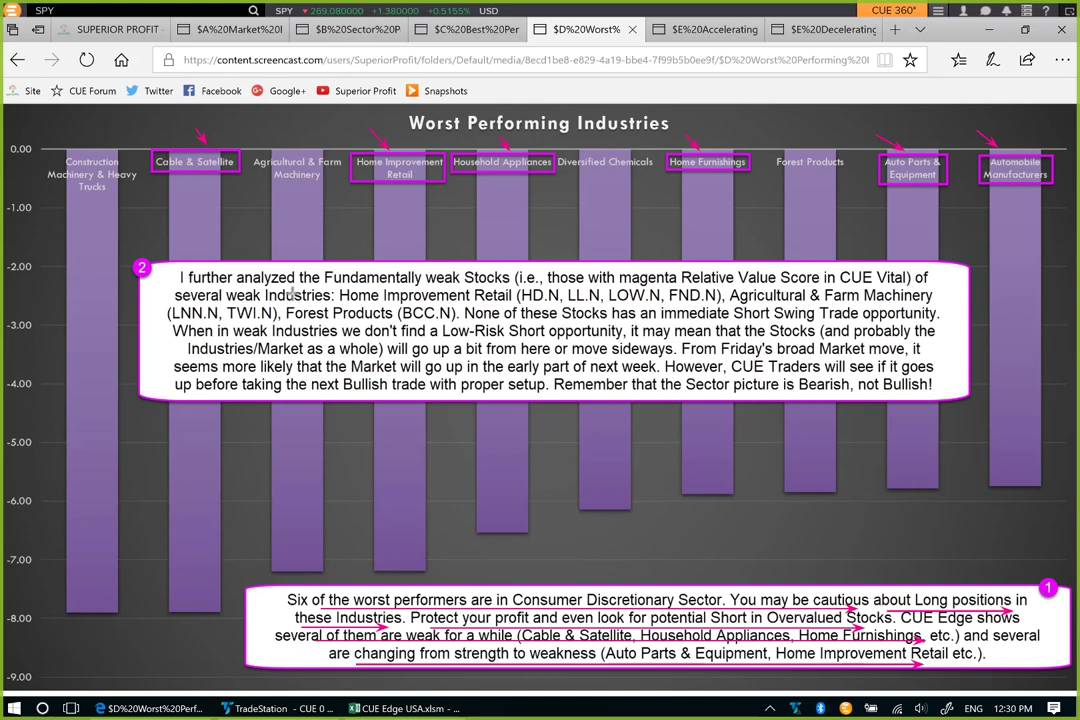 SPY
SPY 269.080000 +1.380000 +0.5155% USD
CUE 360°
SUPERIOR PROFIT
$A%20Market%20I
$B%20Sector%20P
$C%20Best%20Per
$D%20Worst%
$E%20Accelerating
$E%20Decelerating
https://content.screencast.com/users/SuperiorProfit/folders/Default/media/8ecd1be8-e829-4a19-bbe4-7f99b5b0ee9f/$D%20Worst%20Performing%20I
Site
CUE Forum
Twitter
Facebook
Google+
Superior Profit
Snapshots
Worst Performing Industries
0.00
-1.00
-2.00
-3.00
-4.00
-5.00
-6.00
-7.00
-8.00
-9.00
Construction
Machinery & Heavy
Trucks
Cable & Satellite
Agricultural & Farm
Machinery
Home Improvement
Retail
Household Appliances
Diversified Chemicals
Home Furnishings
Forest Products
Auto Parts &
Equipment
Automobile
Manufacturers
2
I further analyzed the Fundamentally weak Stocks (i.e., those with magenta Relative Value Score in CUE Vital) of
several weak Industries: Home Improvement Retail (HD.N, LL.N, LOW.N, FND.N), Agricultural & Farm Machinery
(LNN.N, TWI.N), Forest Products (BCC.N). None of these Stocks has an immediate Short Swing Trade opportunity.
When in weak Industries we don't find a Low-Risk Short opportunity, it may mean that the Stocks (and probably the
Industries/Market as a whole) will go up a bit from here or move sideways. From Friday's broad Market move, it
seems more likely that the Market will go up in the early part of next week. However, CUE Traders will see if it goes
up before taking the next Bullish trade with proper setup. Remember that the Sector picture is Bearish, not Bullish!
1
Six of the worst performers are in Consumer Discretionary Sector. You may be cautious about Long positions in
these Industries. Protect your profit and even look for potential Short in Overvalued Stocks. CUE Edge shows
several of them are weak for a while (Cable & Satellite, Household Appliances, Home Furnishings, etc.) and several
are changing from strength to weakness (Auto Parts & Equipment, Home Improvement Retail etc.).
$D%20Worst%20Perf...
TradeStation - CUE 0 ...
CUE Edge USA.xlsm - ...
ENG
12:30 PM